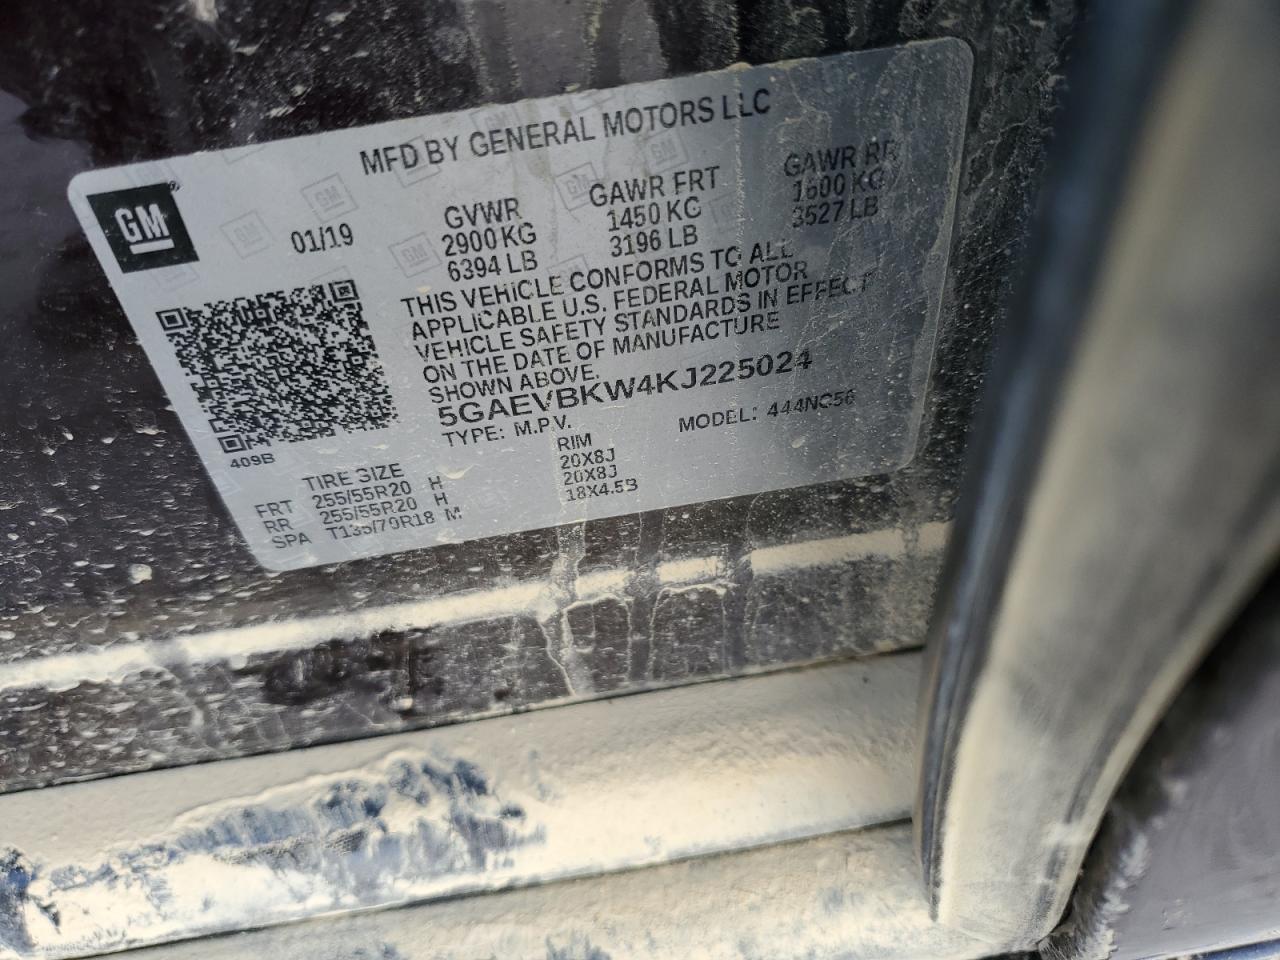 MFD BY GENERAL MOTORS LLC
GM
01/19
GVWR GAWR FRT GAWR RR
2900 KG 1450 KG 1600 KG
6394 LB 3196 LB 3527 LB
THIS VEHICLE CONFORMS TO ALL
APPLICABLE U.S. FEDERAL MOTOR
VEHICLE SAFETY STANDARDS IN EFFECT
ON THE DATE OF MANUFACTURE
SHOWN ABOVE.
5GAEVBKW4KJ225024
TYPE: M.P.V. MODEL: 444NC56
409B
TIRE SIZE RIM
FRT 255/55R20 H 20X8J
RR 255/55R20 H 20X8J
SPA T135/70R18 M 18X4.5B